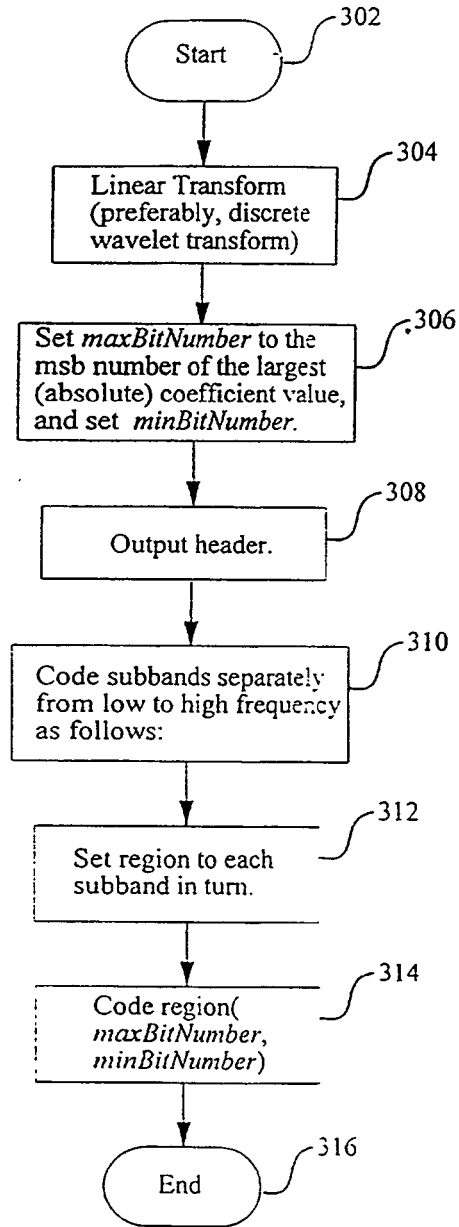 302
Start
304
Linear Transform
(preferably, discrete
wavelet transform)
306
Set maxBitNumber to the
msb number of the largest
(absolute) coefficient value,
and set minBitNumber.
308
Output header.
310
Code subbands separately
from low to high frequency
as follows:
312
Set region to each
subband in turn.
314
Code region(
maxBitNumber,
minBitNumber)
316
End